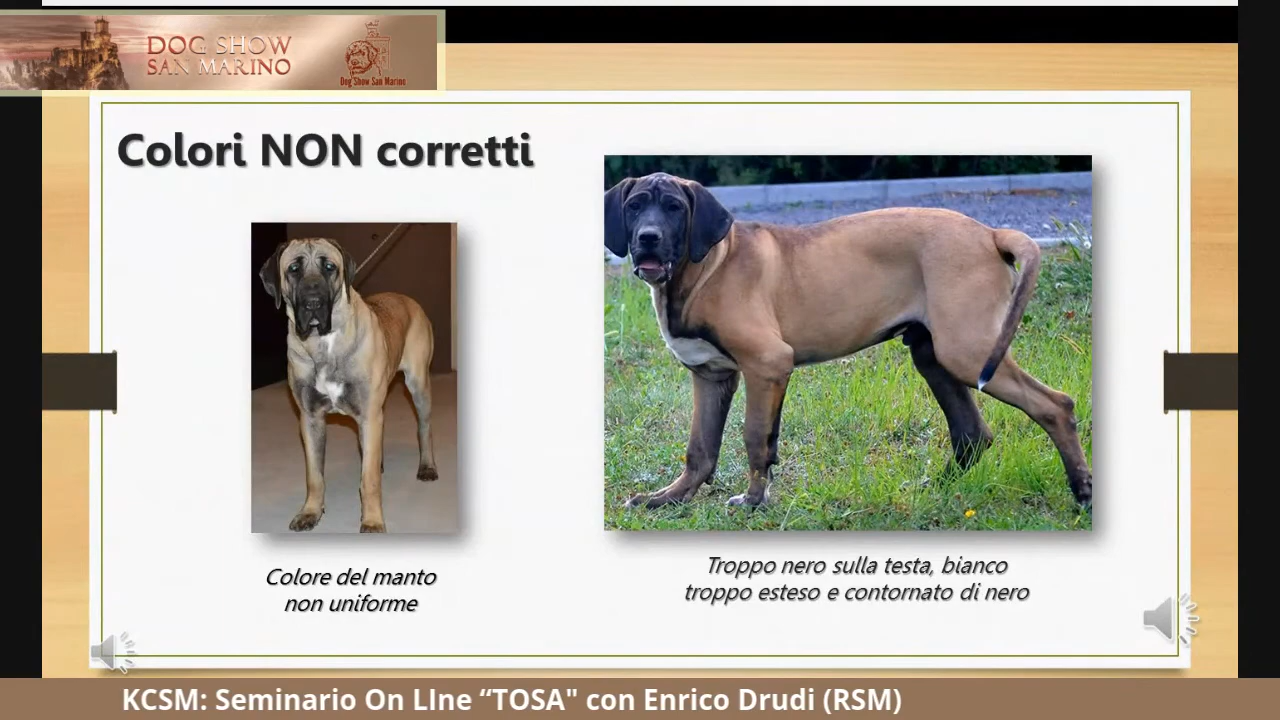 DOG SHOW
SAN MARINO
Dog Show San Marino
Colori NON corretti
Colore del manto
non uniforme
Troppo nero sulla testa, bianco
troppo esteso e contornato di nero
KCSM: Seminario On LIne “TOSA" con Enrico Drudi (RSM)